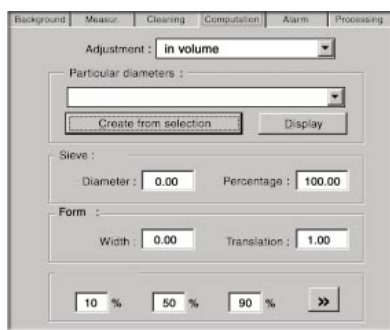 Background Measur. Cleaning Computation Alarm Processing
Adjustment : in volume
Particular diameters :
Create from selection Display
Sieve :
Diameter : 0.00 Percentage : 100.00
Form :
Width : 0.00 Translation : 1.00
10 % 50 % 90 % »